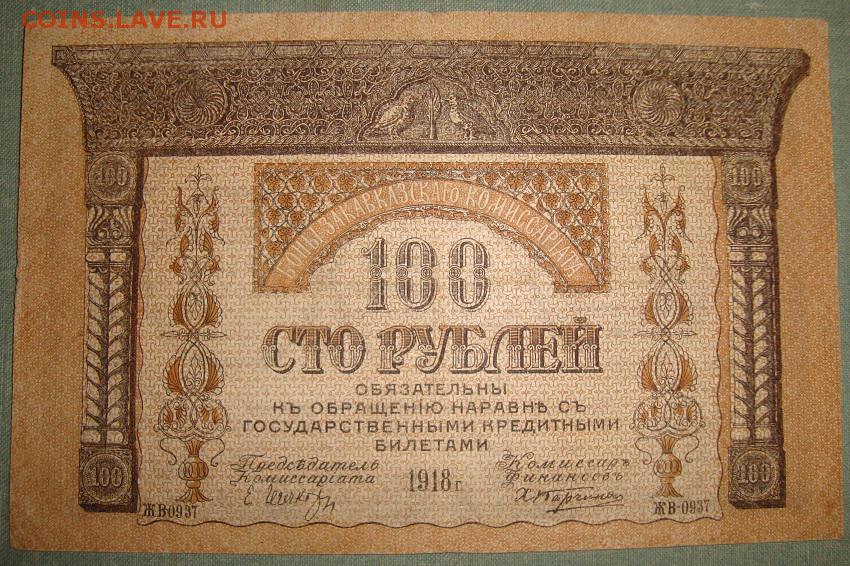 COINS.LAVE.RU
100 100
БОНЫ ЗАКАВКАЗСКАГО КОМИССАРІАТА
100
СТО РУБЛЕЙ
ОБЯЗАТЕЛЬНЫ
КЪ ОБРАЩЕНІЮ НАРАВНѢ СЪ
ГОСУДАРСТВЕННЫМИ КРЕДИТНЫМИ
БИЛЕТАМИ
Предсѣдатель Комиссаръ
Комиссаріата 1918 г. Финансовъ
100 100
ЖВ-0937 ЖВ-0937